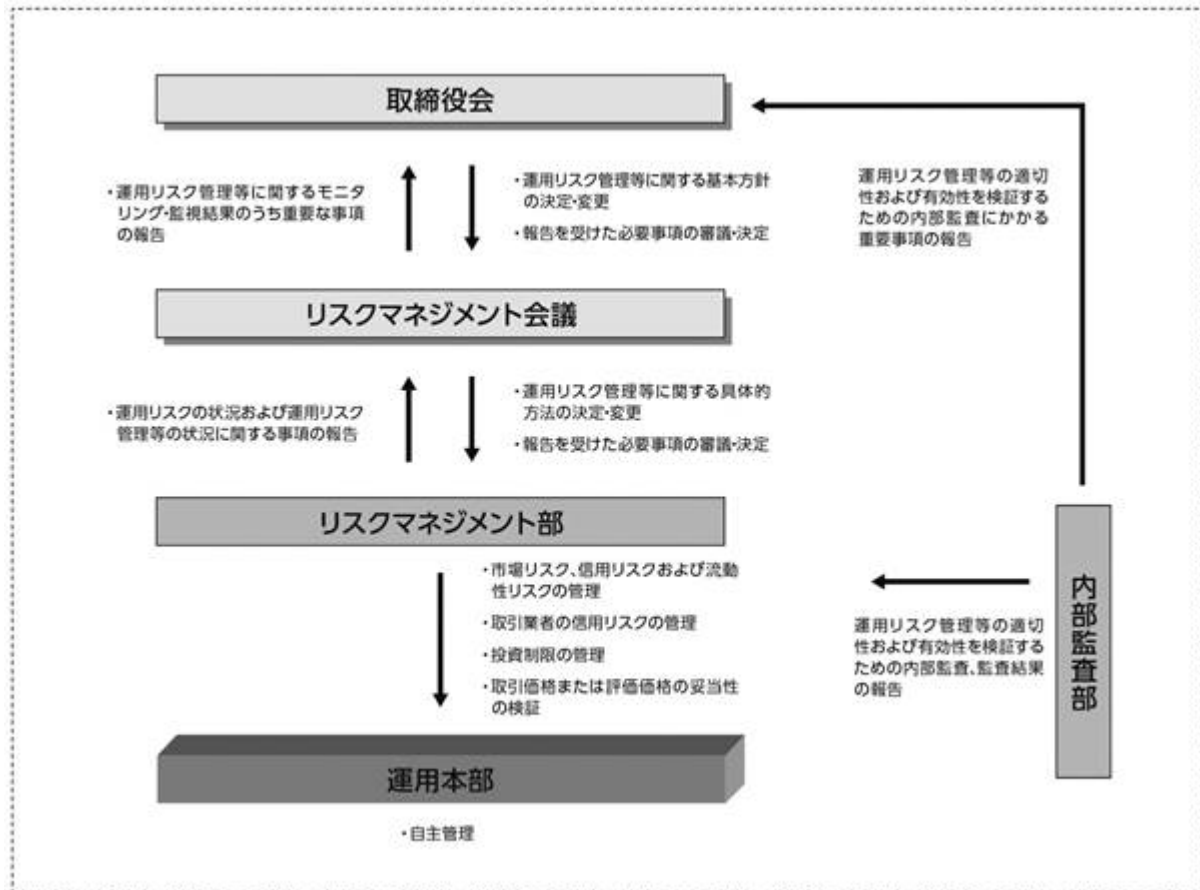 取締役会
・運用リスク管理等に関するモニタ
リング・監視結果のうち重要な事項
の報告
・運用リスク管理等に関する基本方針
の決定・変更
・報告を受けた必要事項の審議・決定
運用リスク管理等の適切
性および有効性を検証す
るための内部監査にかかる
重要事項の報告
リスクマネジメント会議
・運用リスクの状況および運用リスク
管理等の状況に関する事項の報告
・運用リスク管理等に関する具体的
方法の決定・変更
・報告を受けた必要事項の審議・決定
リスクマネジメント部
・市場リスク、信用リスクおよび流動
性リスクの管理
・取引業者の信用リスクの管理
・投資制限の管理
・取引価格または評価価格の妥当性
の検証
運用リスク管理等の適切
性および有効性を検証する
ための内部監査、監査結果
の報告
内部監査部
運用本部
・自主管理